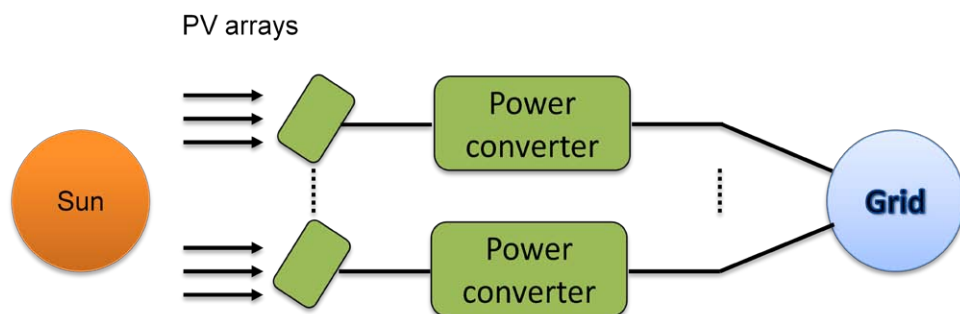 PV arrays
Power
converter
Sun
Grid
Power
converter